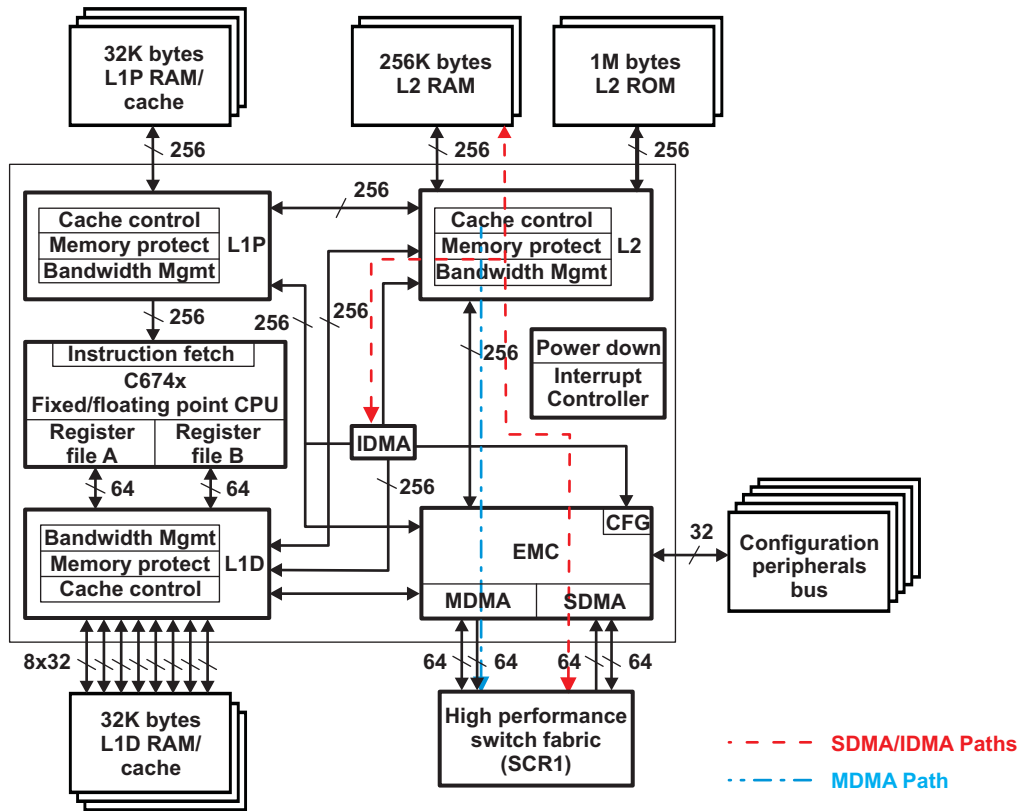 32K bytes
L1P RAM/
cache
256K bytes
L2 RAM
1M bytes
L2 ROM
256
256
256
Cache control
Memory protect
Bandwidth Mgmt
L1P
256
Cache control
Memory protect
Bandwidth Mgmt
L2
256
256
256
256
Instruction fetch
C674x
Fixed/floating point CPU
Register
file A
Register
file B
Power down
Interrupt
Controller
IDMA
64
64
256
Bandwidth Mgmt
Memory protect
Cache control
L1D
CFG
EMC
MDMA
SDMA
32
Configuration
peripherals
bus
8x32
64
64
64
64
32K bytes
L1D RAM/
cache
High performance
switch fabric
(SCR1)
SDMA/IDMA Paths
MDMA Path